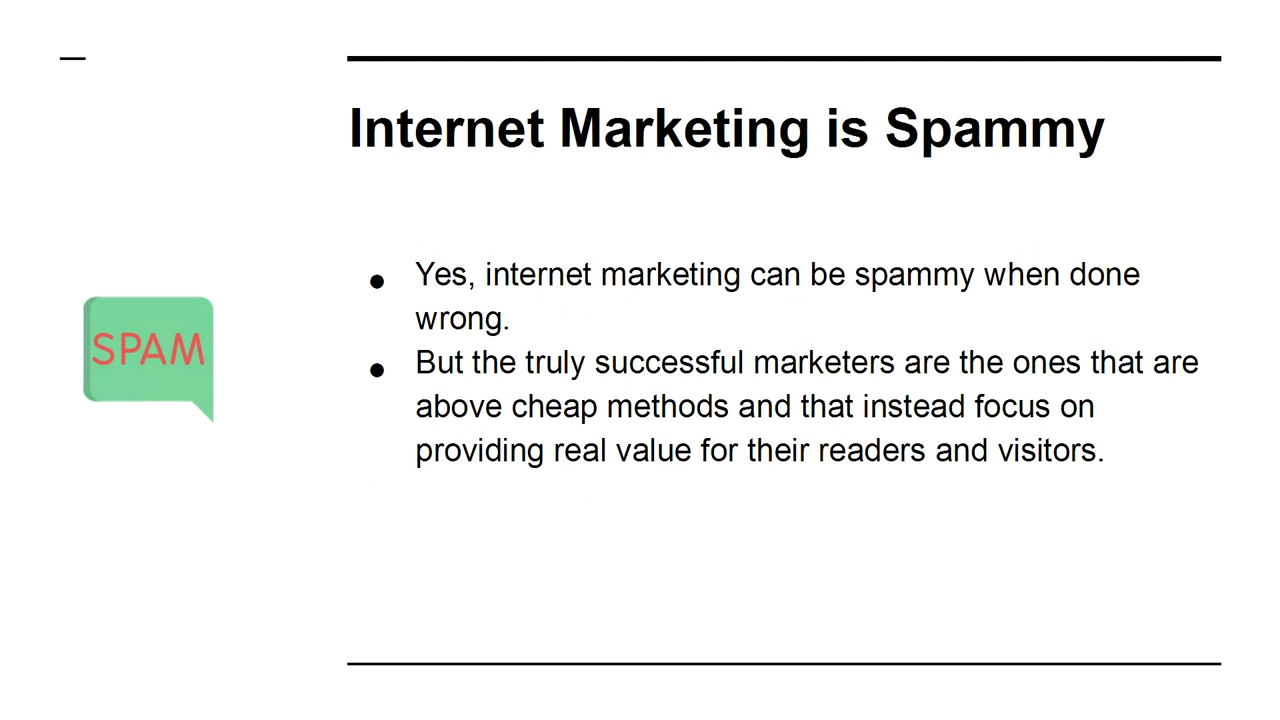 Internet Marketing is Spammy
SPAM
● Yes, internet marketing can be spammy when done
wrong.
● But the truly successful marketers are the ones that are
above cheap methods and that instead focus on
providing real value for their readers and visitors.